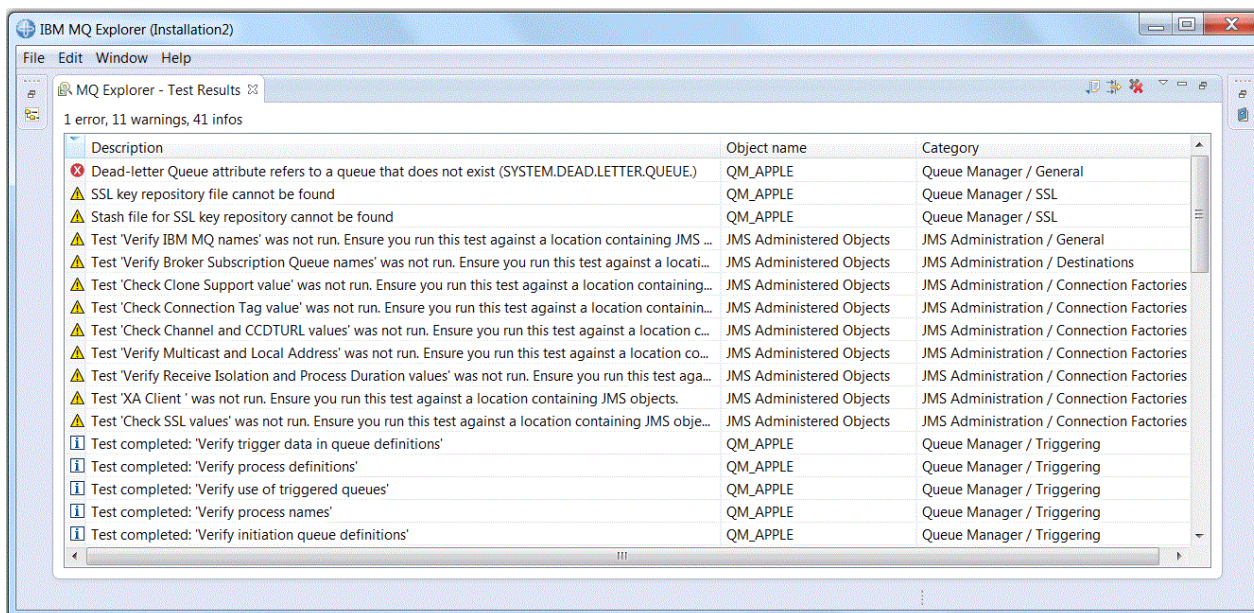 IBM MQ Explorer (Installation2)
File Edit Window Help
MQ Explorer - Test Results
1 error, 11 warnings, 41 infos
Description Object name Category
Dead-letter Queue attribute refers to a queue that does not exist (SYSTEM.DEAD.LETTER.QUEUE.) QM_APPLE Queue Manager / General
SSL key repository file cannot be found QM_APPLE Queue Manager / SSL
Stash file for SSL key repository cannot be found QM_APPLE Queue Manager / SSL
Test 'Verify IBM MQ names' was not run. Ensure you run this test against a location containing JMS ... JMS Administered Objects JMS Administration / General
Test 'Verify Broker Subscription Queue names' was not run. Ensure you run this test against a locati... JMS Administered Objects JMS Administration / Destinations
Test 'Check Clone Support value' was not run. Ensure you run this test against a location containing... JMS Administered Objects JMS Administration / Connection Factories
Test 'Check Connection Tag value' was not run. Ensure you run this test against a location containin... JMS Administered Objects JMS Administration / Connection Factories
Test 'Check Channel and CCDTURL values' was not run. Ensure you run this test against a location c... JMS Administered Objects JMS Administration / Connection Factories
Test 'Verify Multicast and Local Address' was not run. Ensure you run this test against a location co... JMS Administered Objects JMS Administration / Connection Factories
Test 'Verify Receive Isolation and Process Duration values' was not run. Ensure you run this test aga... JMS Administered Objects JMS Administration / Connection Factories
Test 'XA Client ' was not run. Ensure you run this test against a location containing JMS objects. JMS Administered Objects JMS Administration / Connection Factories
Test 'Check SSL values' was not run. Ensure you run this test against a location containing JMS obje... JMS Administered Objects JMS Administration / Connection Factories
Test completed: 'Verify trigger data in queue definitions' QM_APPLE Queue Manager / Triggering
Test completed: 'Verify process definitions' QM_APPLE Queue Manager / Triggering
Test completed: 'Verify use of triggered queues' QM_APPLE Queue Manager / Triggering
Test completed: 'Verify process names' QM_APPLE Queue Manager / Triggering
Test completed: 'Verify initiation queue definitions' QM_APPLE Queue Manager / Triggering